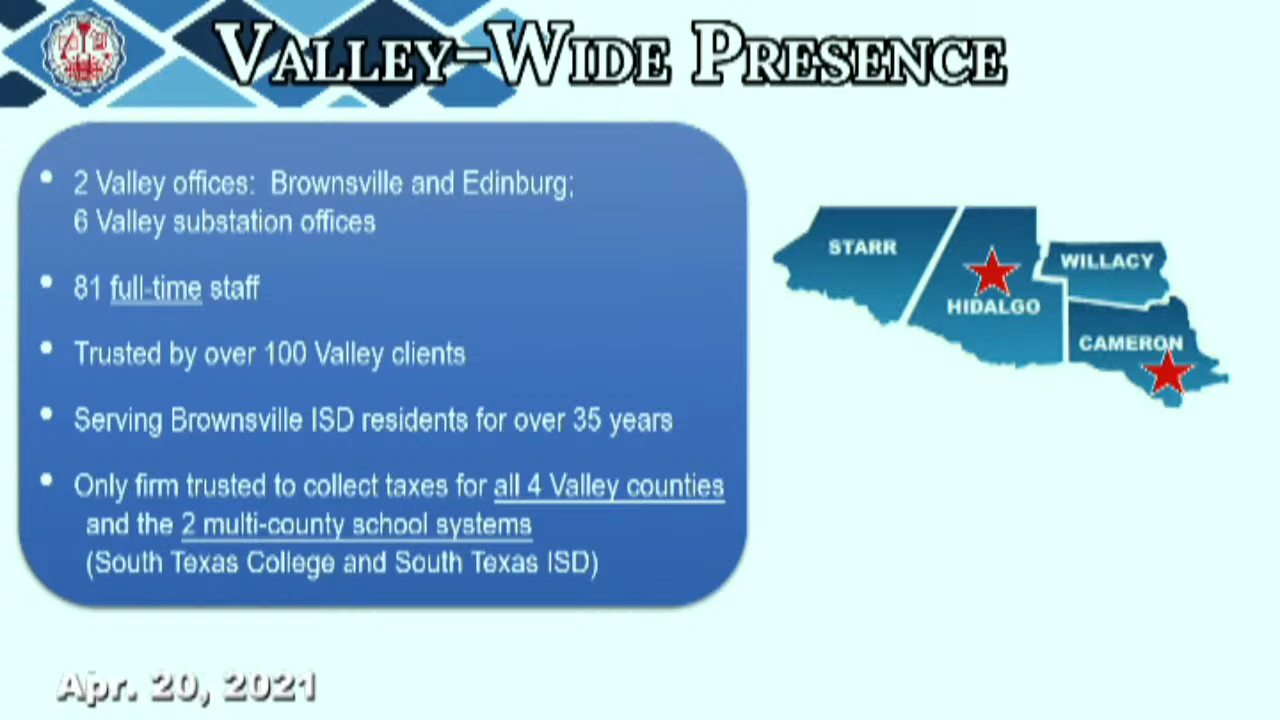 VALLEY-WIDE PRESENCE
• 2 Valley offices: Brownsville and Edinburg;
6 Valley substation offices
• 81 full-time staff
• Trusted by over 100 Valley clients
• Serving Brownsville ISD residents for over 35 years
• Only firm trusted to collect taxes for all 4 Valley counties
and the 2 multi-county school systems
(South Texas College and South Texas ISD)
STARR
HIDALGO
WILLACY
CAMERON
Apr. 20, 2021